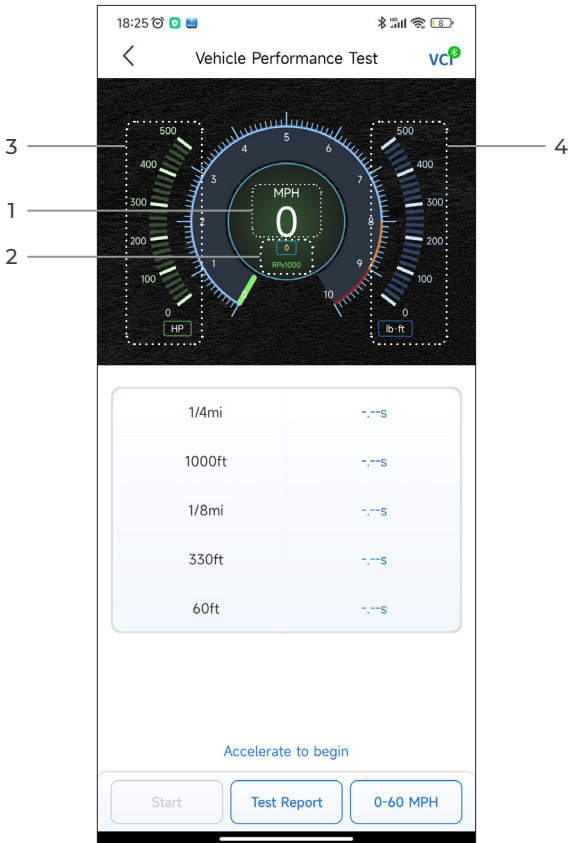 18:25
HD
8
Vehicle Performance Test
VCI
3
1
2
4
500
400
300
200
100
0
HP
1
2
3
4
5
6
7
8
9
10
MPH
0
0
RPx1000
500
400
300
200
100
0
lb·ft
1/4mi -.--s
1000ft -.--s
1/8mi -.--s
330ft -.--s
60ft -.--s
Accelerate to begin
Start
Test Report
0-60 MPH